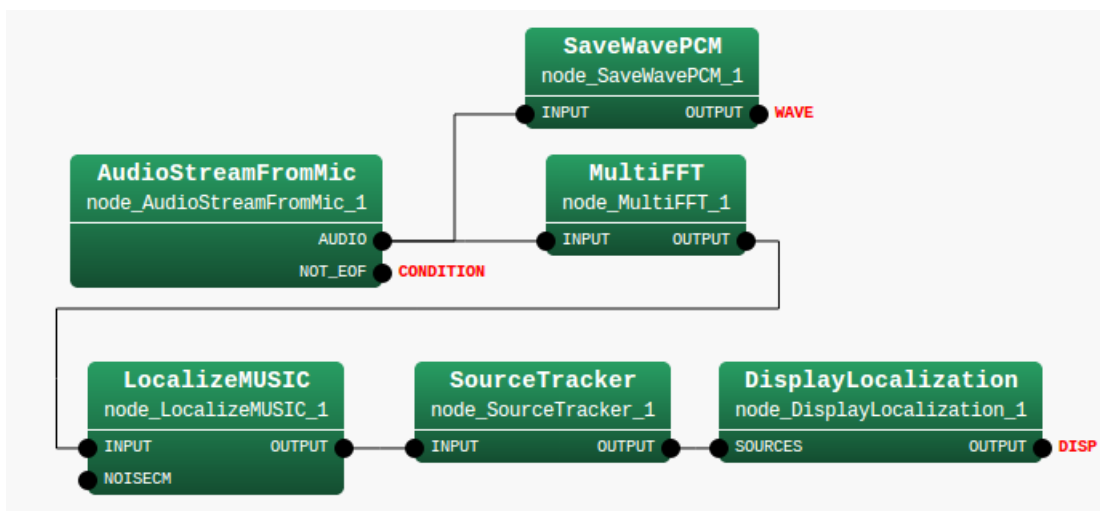 SaveWavePCM
node_SaveWavePCM_1
INPUT OUTPUT WAVE
AudioStreamFromMic
node_AudioStreamFromMic_1
AUDIO
NOT_EOF CONDITION
MultiFFT
node_MultiFFT_1
INPUT OUTPUT
LocalizeMUSIC
node_LocalizeMUSIC_1
INPUT OUTPUT
NOISECM
SourceTracker
node_SourceTracker_1
INPUT OUTPUT
DisplayLocalization
node_DisplayLocalization_1
SOURCES OUTPUT DISP